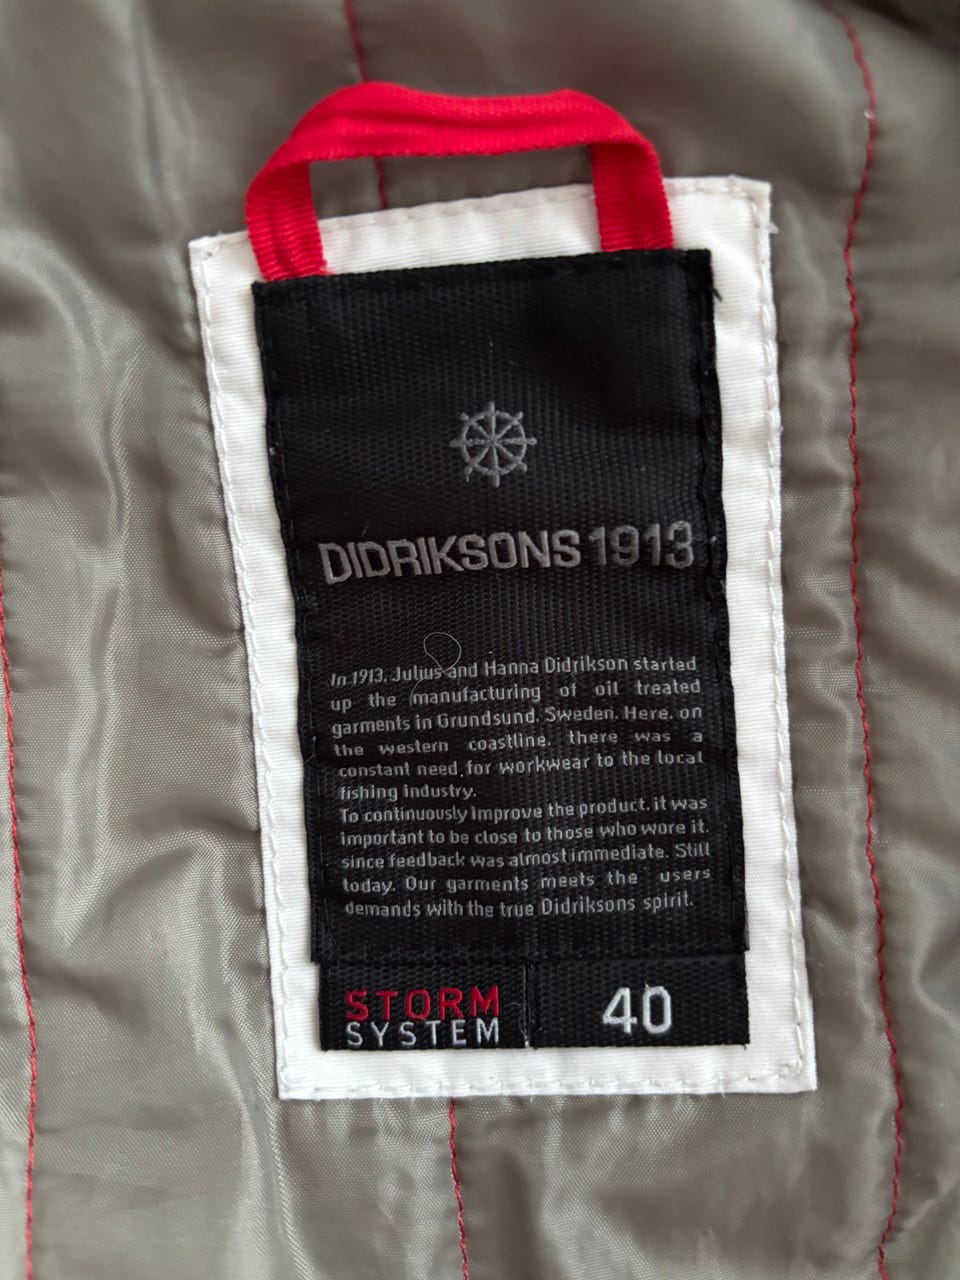 DIDRIKSONS 1913
In 1913, Julius and Hanna Didrikson started
up the manufacturing of oil treated
garments in Grundsund, Sweden. Here, on
the western coastline, there was a
constant need for workwear to the local
fishing industry.
To continuously improve the product, it was
important to be close to those who wore it,
since feedback was almost immediate. Still
today. Our garments meets the users
demands with the true Didriksons spirit.
STORM
SYSTEM
40